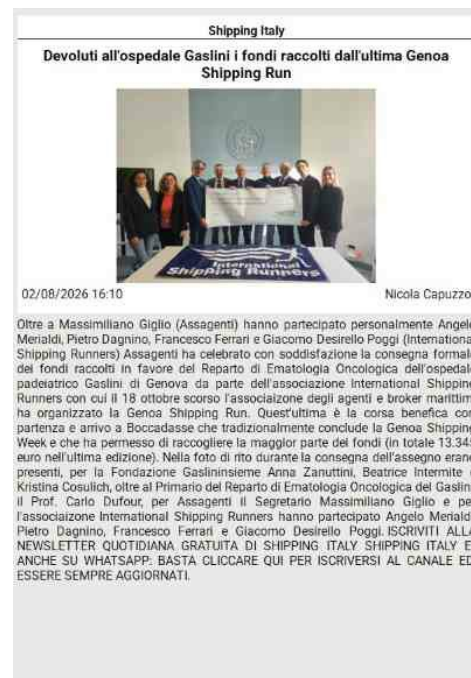 Shipping Italy
Devoluti all'ospedale Gaslini i fondi raccolti dall'ultima Genoa
Shipping Run
International
Shipping Runners
02/08/2026 16:10
Nicola Capuzzo
Oltre a Massimiliano Giglio (Assagenti) hanno partecipato personalmente Angelo
Merialdi, Pietro Dagnino, Francesco Ferrari e Giacomo Desirello Poggi (International
Shipping Runners) Assagenti ha celebrato con soddisfazione la consegna formale
dei fondi raccolti in favore del Reparto di Ematologia Oncologica dell'ospedale
padeiatrico Gaslini di Genova da parte dell'associazione International Shipping
Runners con cui il 18 ottobre scorso l'associaizone degli agenti e broker marittimi
ha organizzato la Genoa Shipping Run. Quest'ultima è la corsa benefica con
partenza e arrivo a Boccadasse che tradizionalmente conclude la Genoa Shipping
Week e che ha permesso di raccogliere la maggior parte dei fondi (in totale 13.345
euro nell'ultima edizione). Nella foto di rito durante la consegna dell'assegno erano
presenti, per la Fondazione Gaslininsieme Anna Zanuttini, Beatrice Intermite
Kristina Cosulich, oltre al Primario del Reparto di Ematologia Oncologica del Gaslini
il Prof. Carlo Dufour, per Assagenti il Segretario Massimiliano Giglio e per
l'associaizone International Shipping Runners hanno partecipato Angelo Merialdi
Pietro Dagnino, Francesco Ferrari e Giacomo Desirello Poggi. ISCRIVITI ALLA
NEWSLETTER QUOTIDIANA GRATUITA DI SHIPPING ITALY SHIPPING ITALY E'
ANCHE SU WHATSAPP: BASTA CLICCARE QUI PER ISCRIVERSI AL CANALE ED
ESSERE SEMPRE AGGIORNATI.